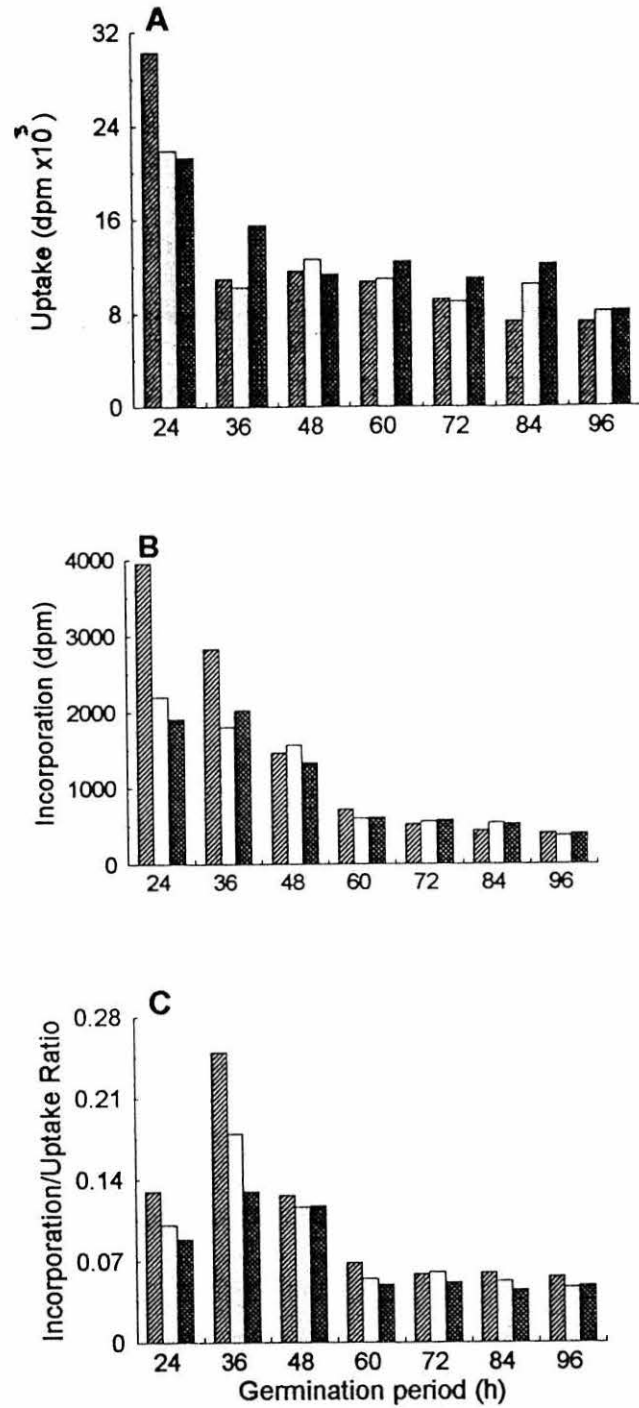 A
Uptake (dpm x10³)
32
24
16
8
0
24 36 48 60 72 84 96
B
Incorporation (dpm)
4000
3000
2000
1000
0
24 36 48 60 72 84 96
C
Incorporation/Uptake Ratio
0.28
0.21
0.14
0.07
0
24 36 48 60 72 84 96
Germination period (h)